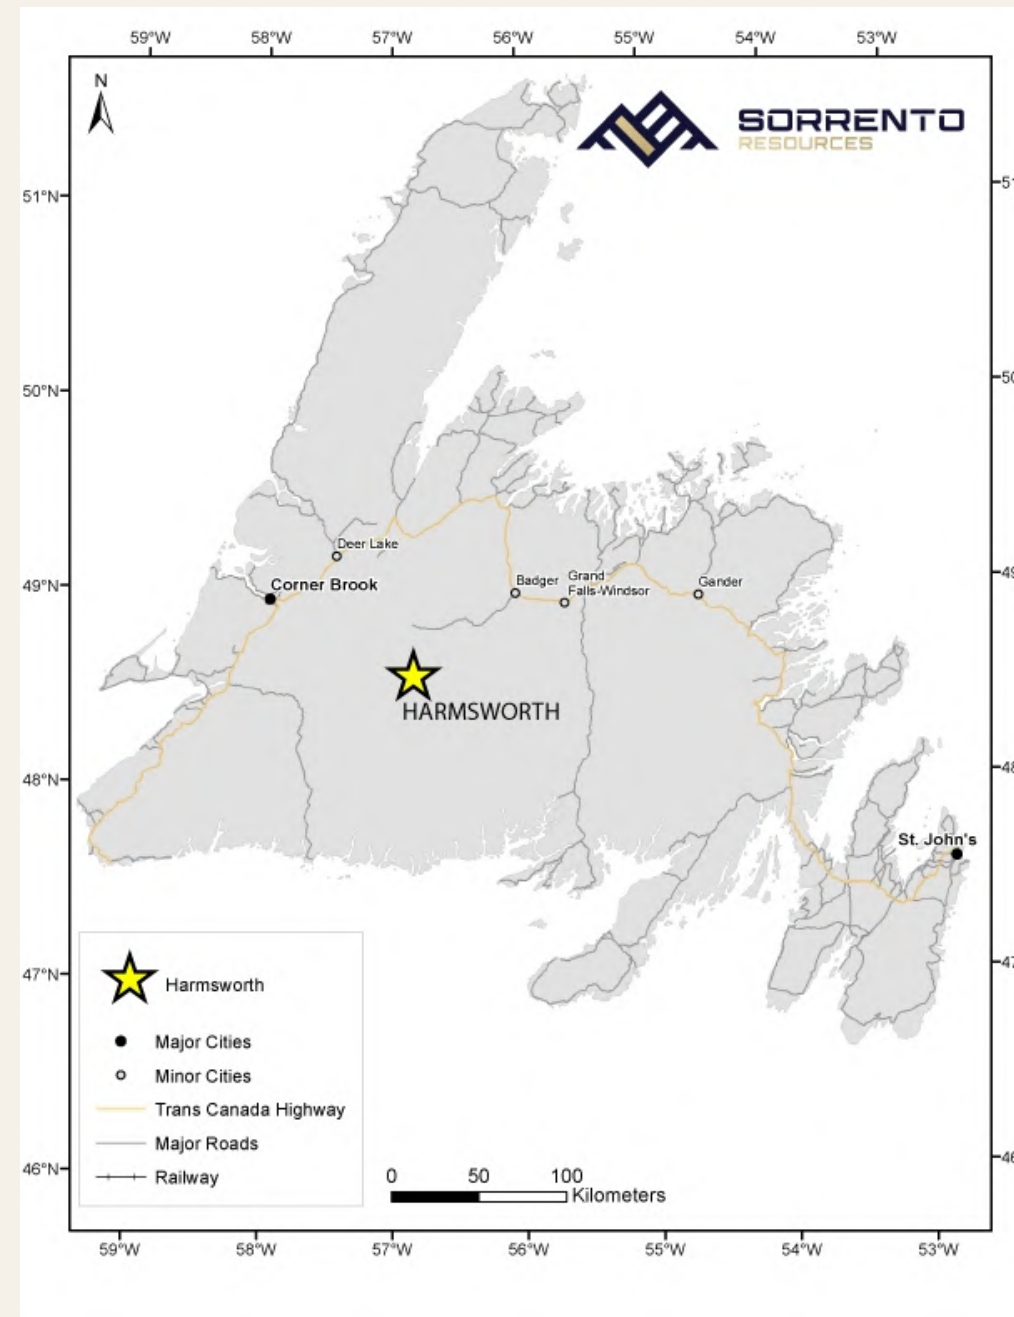 59°W 58°W 57°W 56°W 55°W 54°W 53°W
N
SORRENTO
RESOURCES
51°N
50°N
49°N
48°N
47°N
46°N
Deer Lake
Corner Brook
Badger
Grand
Falls-Windsor
Gander
HARMSWORTH
St. John's
Harmsworth
Major Cities
Minor Cities
Trans Canada Highway
Major Roads
Railway
0 50 100
Kilometers
59°W 58°W 57°W 56°W 55°W 54°W 53°W